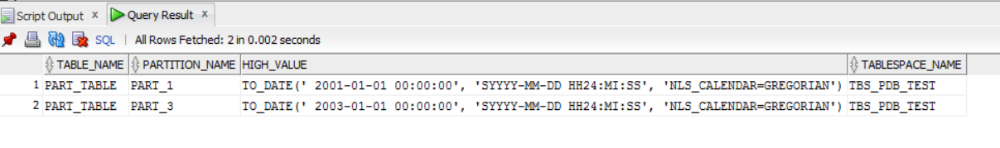 Script Output × Query Result ×
SQL | All Rows Fetched: 2 in 0.002 seconds
TABLE_NAME PARTITION_NAME HIGH_VALUE TABLESPACE_NAME
1 PART_TABLE PART_1 TO_DATE(' 2001-01-01 00:00:00', 'SYYYY-MM-DD HH24:MI:SS', 'NLS_CALENDAR=GREGORIAN') TBS_PDB_TEST
2 PART_TABLE PART_3 TO_DATE(' 2003-01-01 00:00:00', 'SYYYY-MM-DD HH24:MI:SS', 'NLS_CALENDAR=GREGORIAN') TBS_PDB_TEST